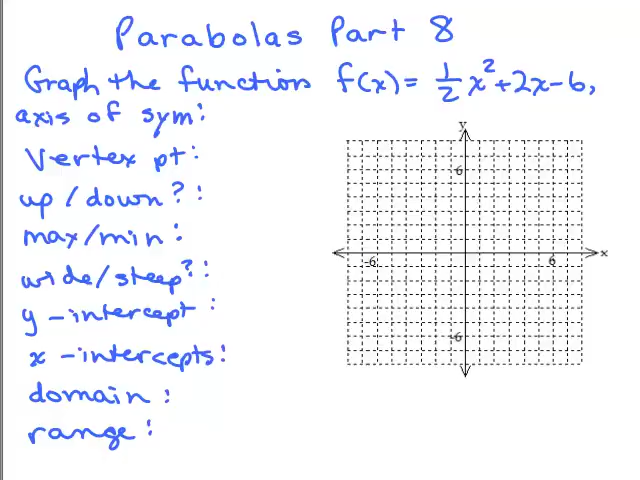 Parabolas Part 8
Graph the function f(x) = 1/2 x² + 2x - 6,
axis of sym:
Vertex pt:
up/down?:
max/min:
wide/steep?:
y-intercept:
x-intercepts:
domain:
range:
y
6
-6
6
x
-6